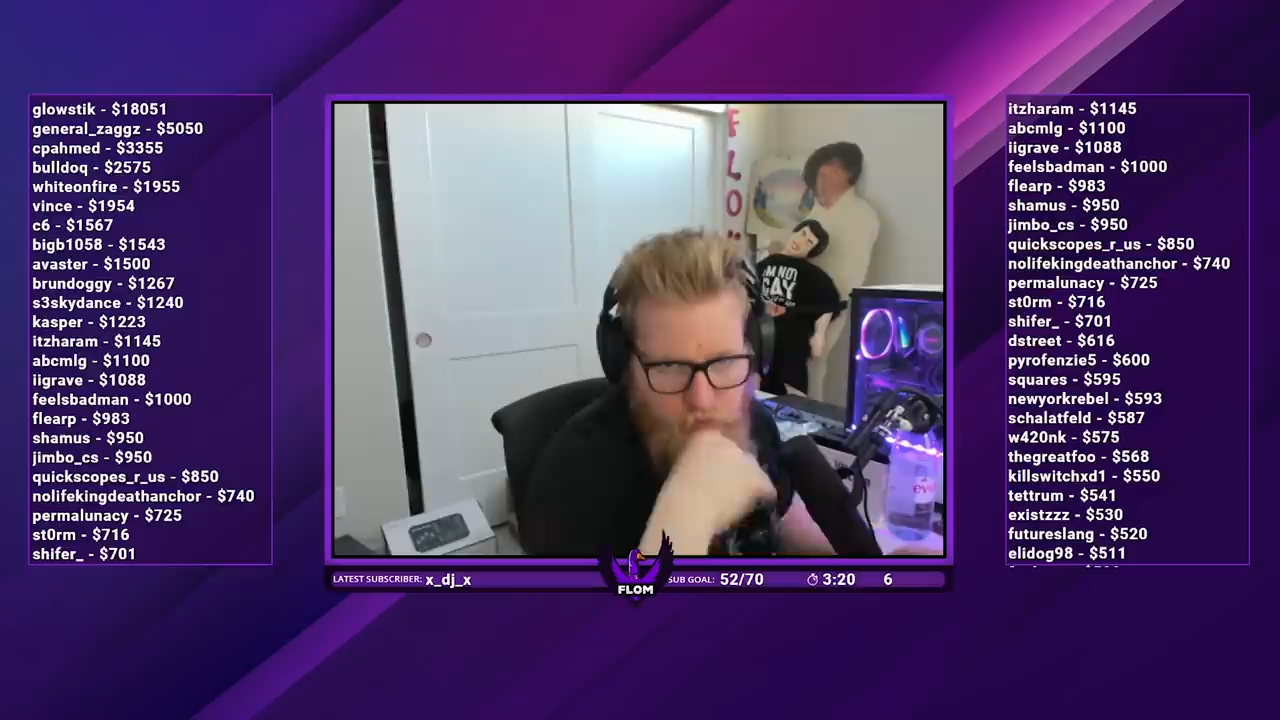 glowstik - $18051
general_zaggz - $5050
cpahmed - $3355
bulldoq - $2575
whiteonfire - $1955
vince - $1954
c6 - $1567
bigb1058 - $1543
avaster - $1500
brundoggy - $1267
s3skydance - $1240
kasper - $1223
itzharam - $1145
abcmlg - $1100
iigrave - $1088
feelsbadman - $1000
flearp - $983
shamus - $950
jimbo_cs - $950
quickscopes_r_us - $850
nolifekingdeathanchor - $740
permalunacy - $725
st0rm - $716
shifer_ - $701
FLO
I'M NOT
GAY
LATEST SUBSCRIBER: x_dj_x
FLOM
SUB GOAL: 52/70
3:20
6
itzharam - $1145
abcmlg - $1100
iigrave - $1088
feelsbadman - $1000
flearp - $983
shamus - $950
jimbo_cs - $950
quickscopes_r_us - $850
nolifekingdeathanchor - $740
permalunacy - $725
st0rm - $716
shifer_ - $701
dstreet - $616
pyrofenzie5 - $600
squares - $595
newyorkrebel - $593
schalatfeld - $587
w420nk - $575
thegreatfoo - $568
killswitchxd1 - $550
tettrum - $541
existzzz - $530
futureslang - $520
elidog98 - $511